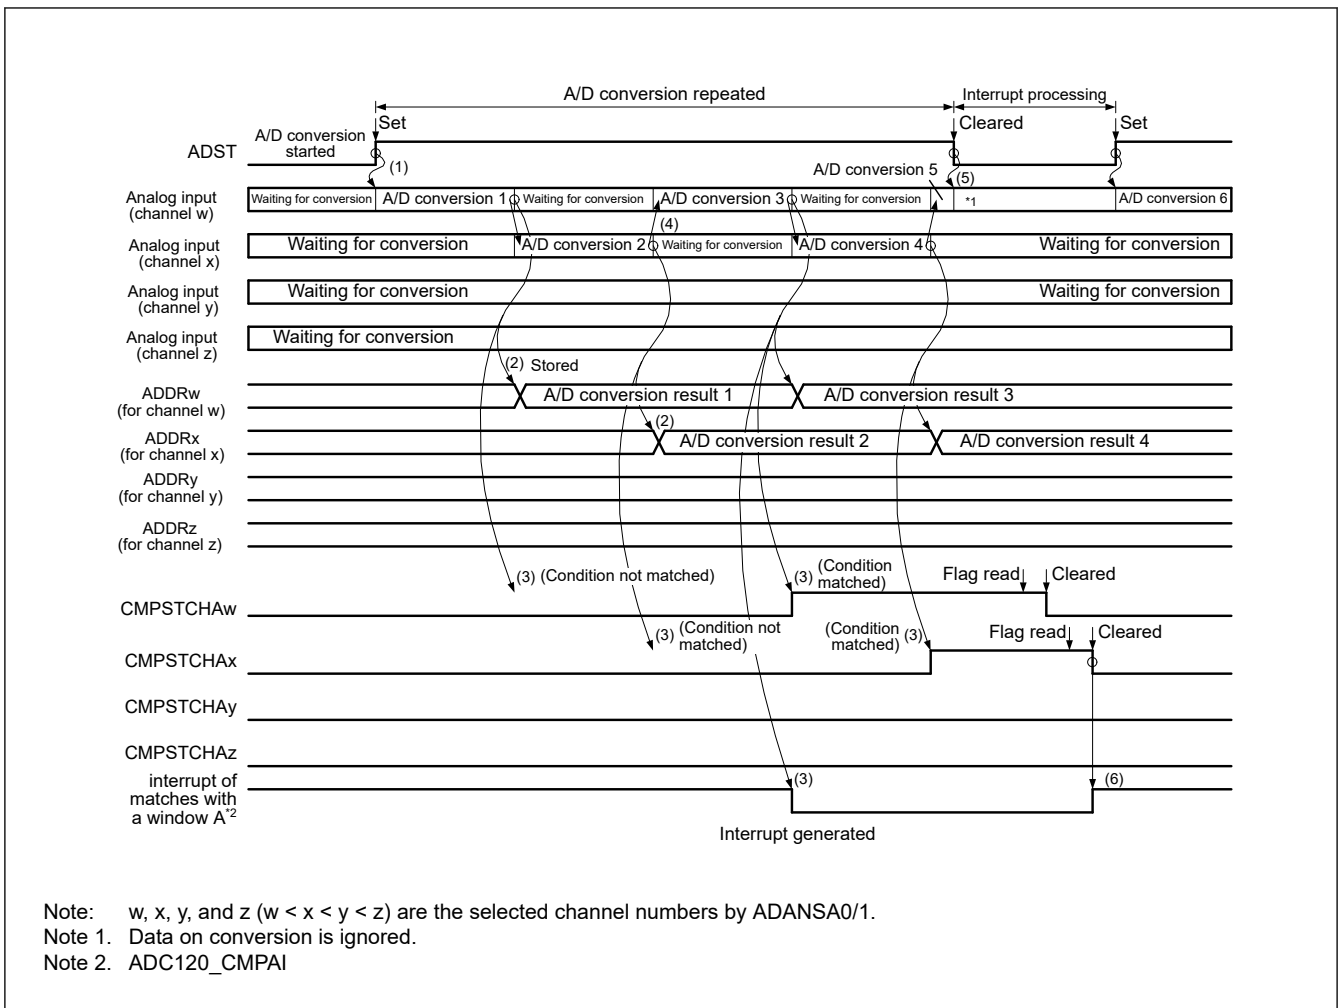 A/D conversion repeated
Interrupt processing
Set
Cleared
Set
A/D conversion
started
ADST
(1)
A/D conversion 5
(5)
Analog input
(channel w)
Waiting for conversion
A/D conversion 1
Waiting for conversion
A/D conversion 3
Waiting for conversion
*1
A/D conversion 6
(4)
Analog input
(channel x)
Waiting for conversion
A/D conversion 2
Waiting for conversion
A/D conversion 4
Waiting for conversion
Analog input
(channel y)
Waiting for conversion
Waiting for conversion
Analog input
(channel z)
Waiting for conversion
(2) Stored
ADDRw
(for channel w)
A/D conversion result 1
A/D conversion result 3
(2)
ADDRx
(for channel x)
A/D conversion result 2
A/D conversion result 4
ADDRy
(for channel y)
ADDRz
(for channel z)
(3) (Condition not matched)
(3) (Condition
matched)
Flag read
Cleared
CMPSTCHAw
(3) (Condition not
matched)
(Condition (3)
matched)
Flag read
Cleared
CMPSTCHAx
CMPSTCHAy
CMPSTCHAz
interrupt of
matches with
a window A*2
(3)
(6)
Interrupt generated
Note: w, x, y, and z (w < x < y < z) are the selected channel numbers by ADANSA0/1.
Note 1. Data on conversion is ignored.
Note 2. ADC120_CMPAI